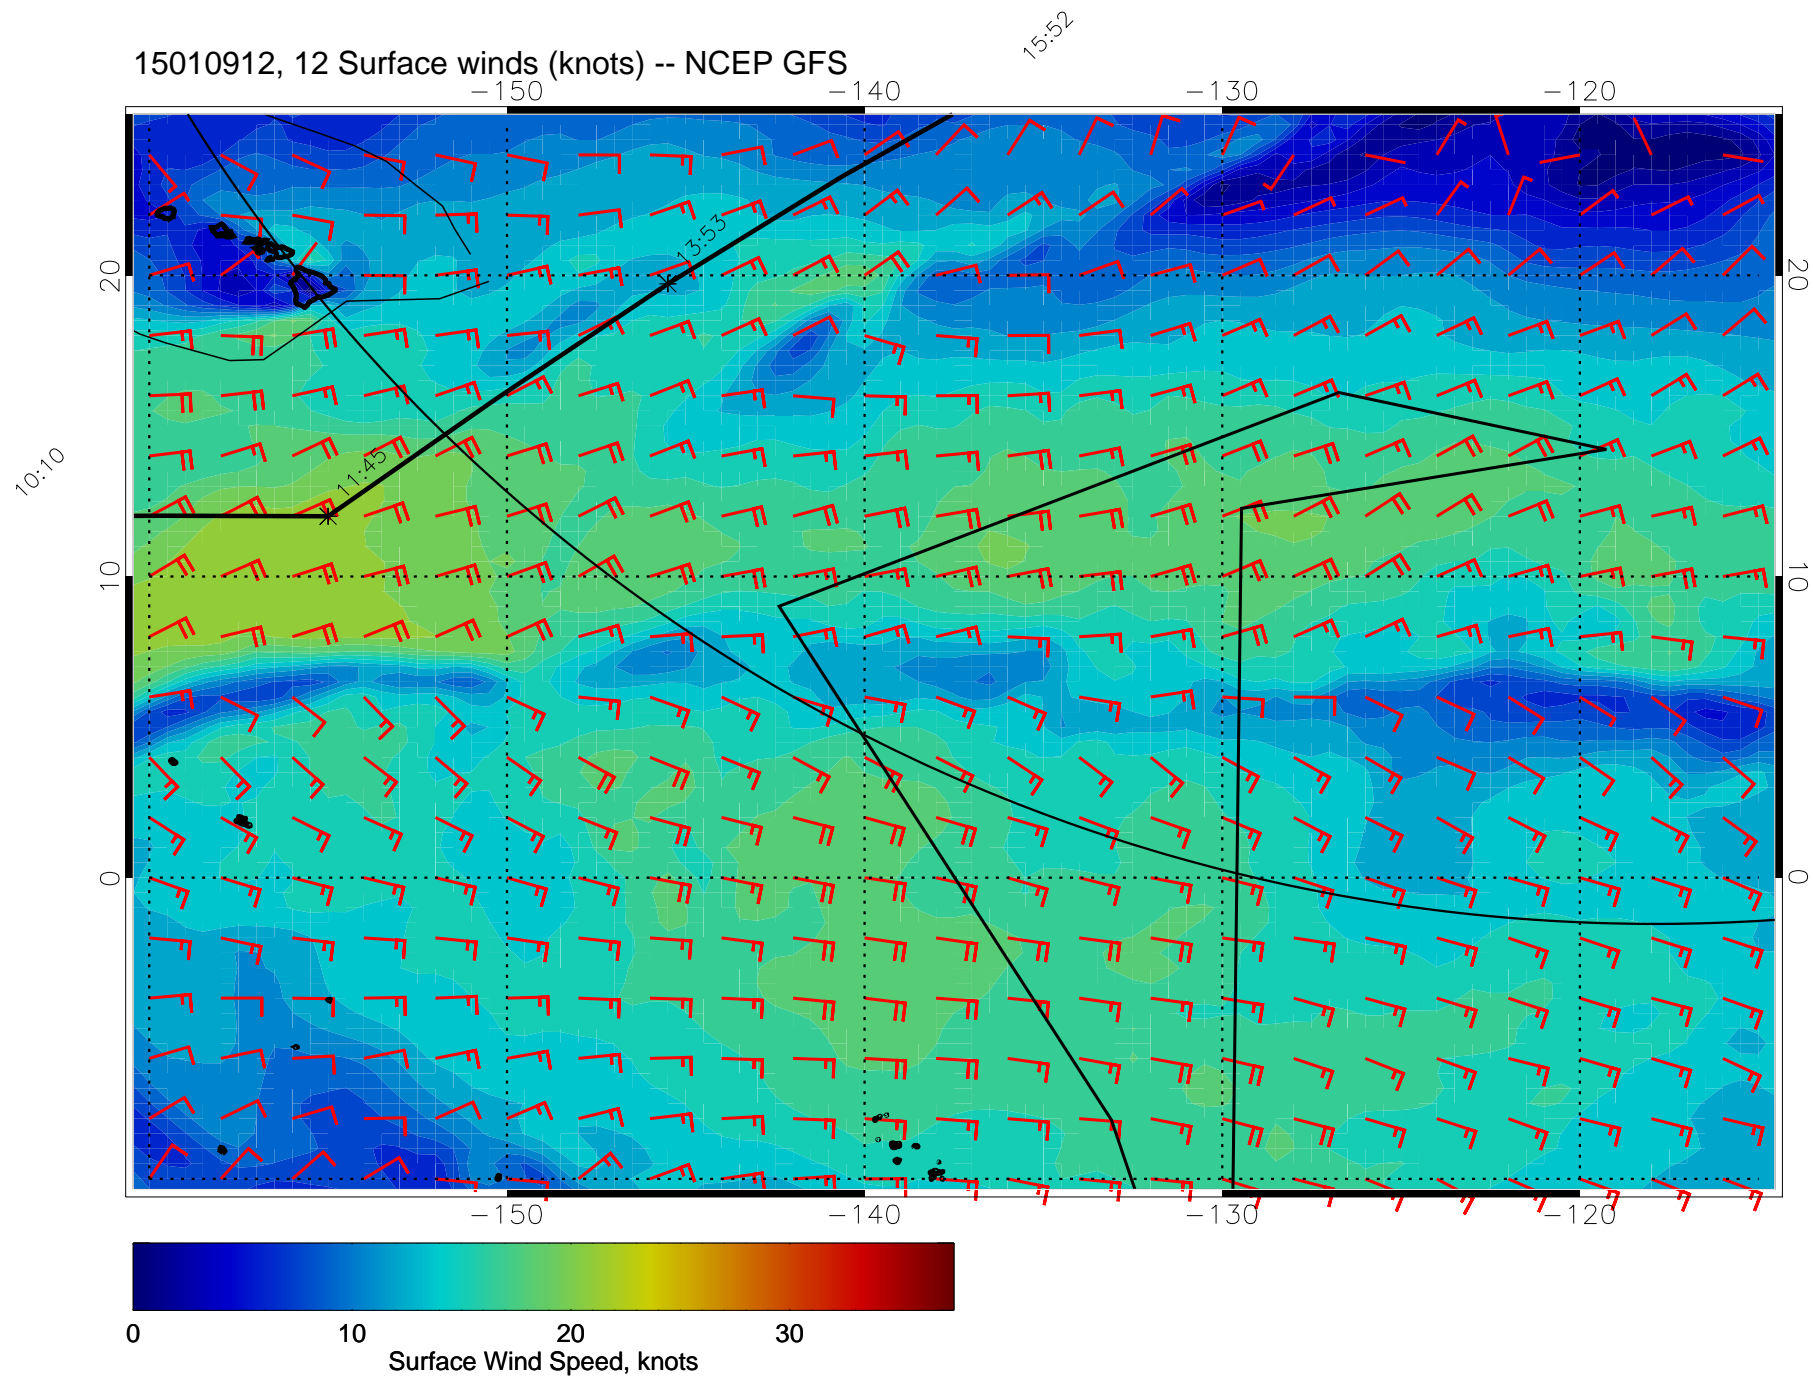 15:52
15010912, 12 Surface winds (knots) -- NCEP GFS
−150 −140 −130 −120
13:53
20 20
11:45
10:10
10 10
0 0
−150 −140 −130 −120
0 10 20 30
Surface Wind Speed, knots